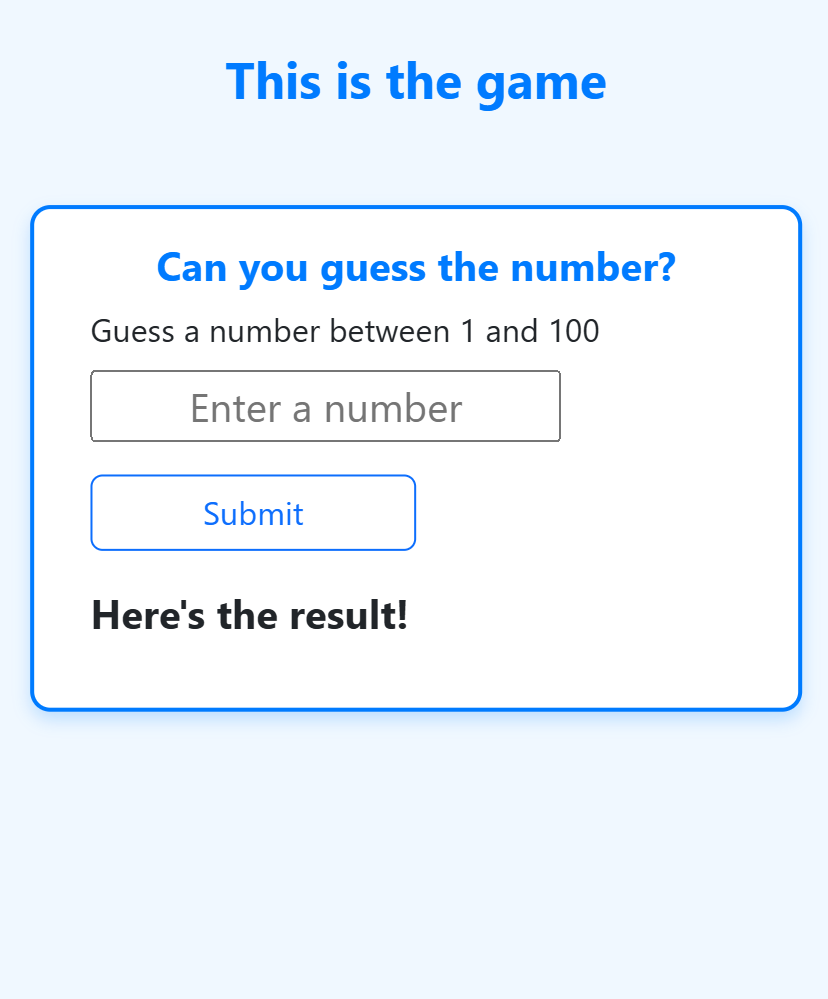 This is the game
Can you guess the number?
Guess a number between 1 and 100
Enter a number
Submit
Here's the result!